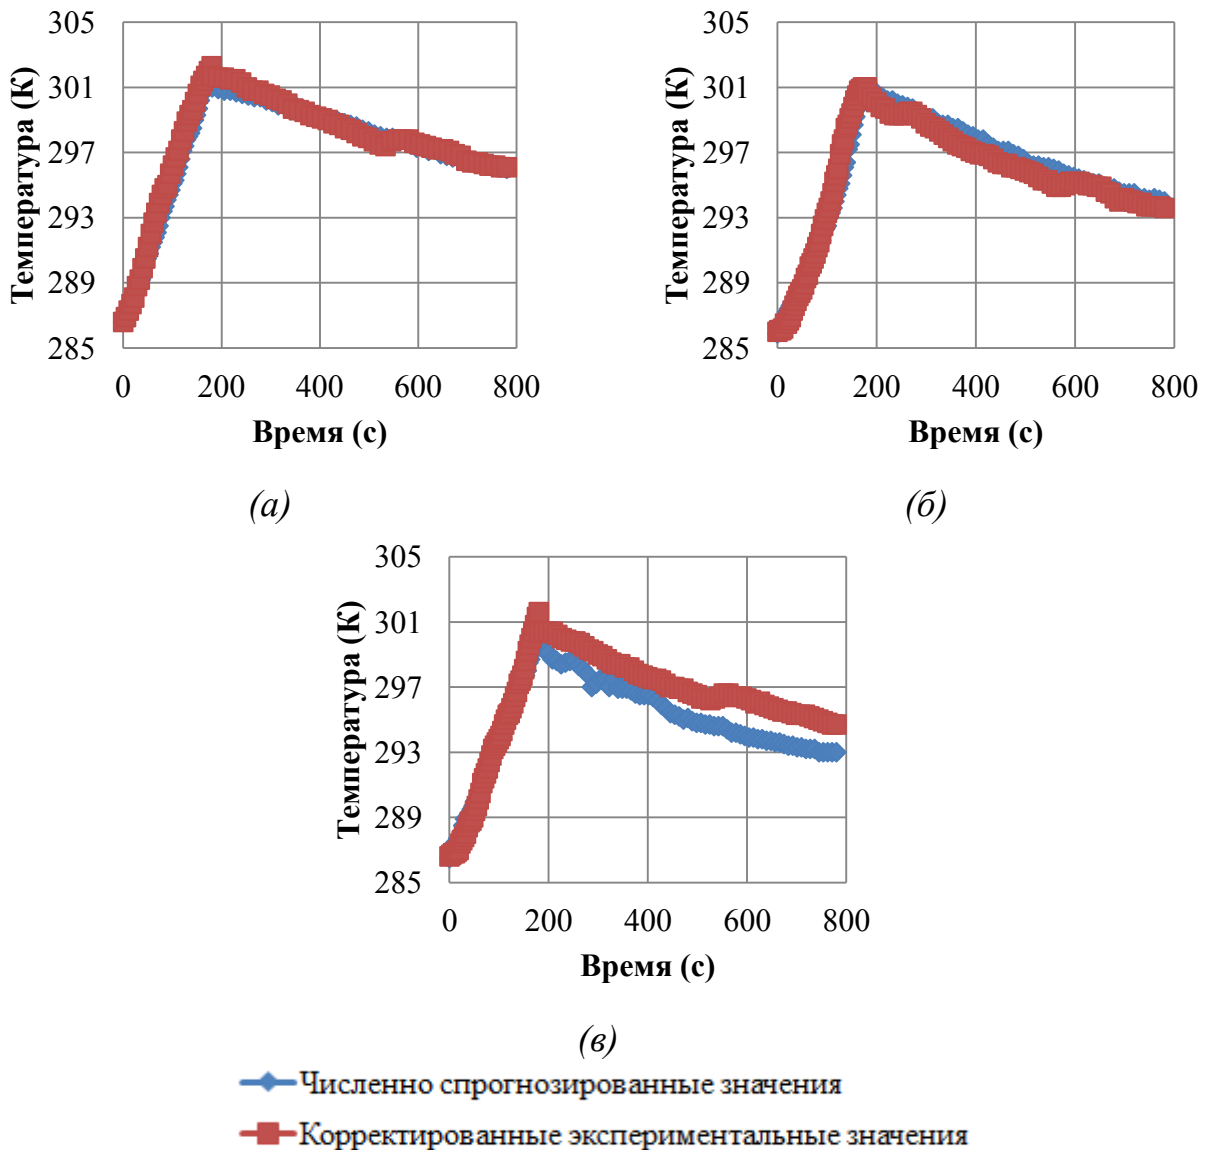 305
301
297
293
289
285
Температура (К)
0 200 400 600 800
Время (с)
(а)
305
301
297
293
289
285
Температура (К)
0 200 400 600 800
Время (с)
(б)
305
301
297
293
289
285
Температура (К)
0 200 400 600 800
Время (с)
(в)
Численно спрогнозированные значения
Корректированные экспериментальные значения